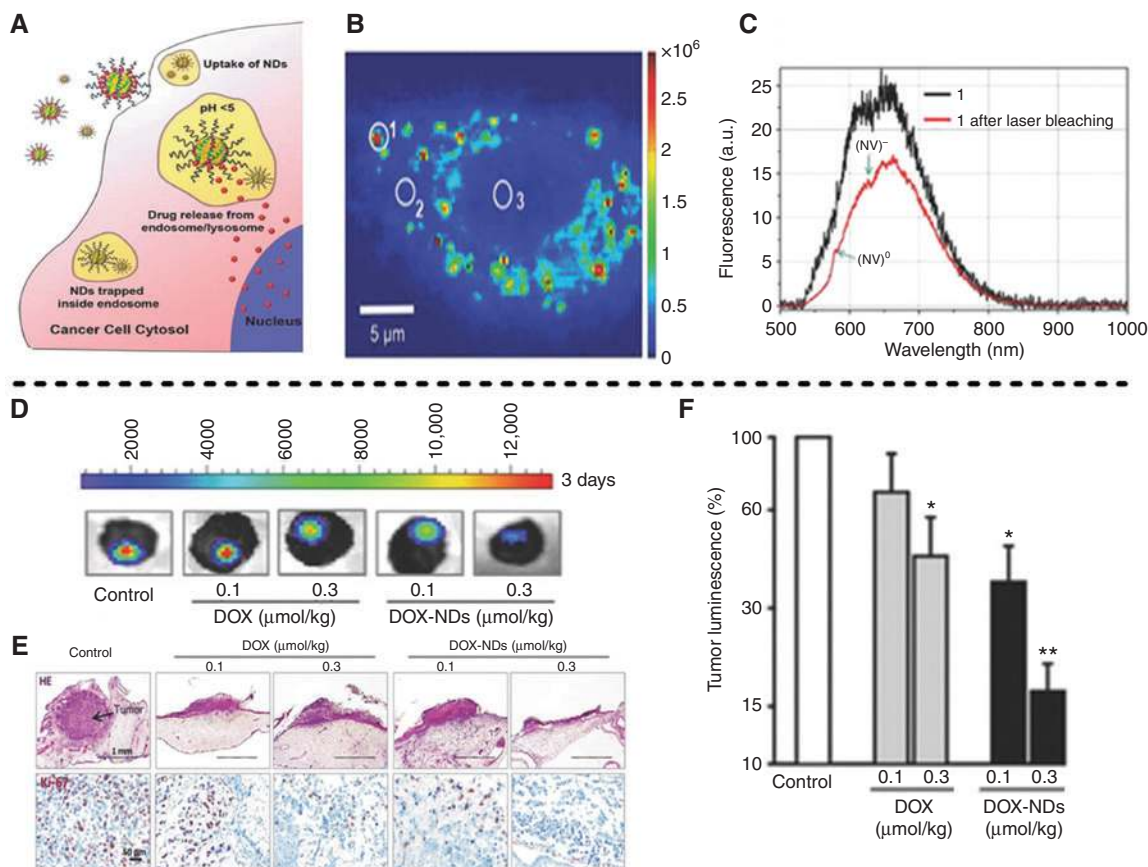 A
Uptake of NDs
pH <5
Drug release from
endosome/lysosome
NDs trapped
inside endosome
Cancer Cell Cytosol
Nucleus
B
1
2
3
5 µm
×10⁶
3
2.5
2
1.5
1
0.5
0
C
Fluorescence (a.u.)
25
20
15
10
5
0
1
1 after laser bleaching
(NV)⁻
(NV)⁰
500 600 700 800 900 1000
Wavelength (nm)
D
2000 4000 6000 8000 10,000 12,000
3 days
Control
0.1 0.3 0.1 0.3
DOX (µmol/kg) DOX-NDs (µmol/kg)
E
Control DOX (µmol/kg) DOX-NDs (µmol/kg)
0.1 0.3 0.1 0.3
HE
Tumor
1 mm
Ki-67
50 µm
F
Tumor luminescence (%)
100
60
30
15
10
*
*
**
0.1 0.3 0.1 0.3
Control DOX DOX-NDs
(µmol/kg) (µmol/kg)